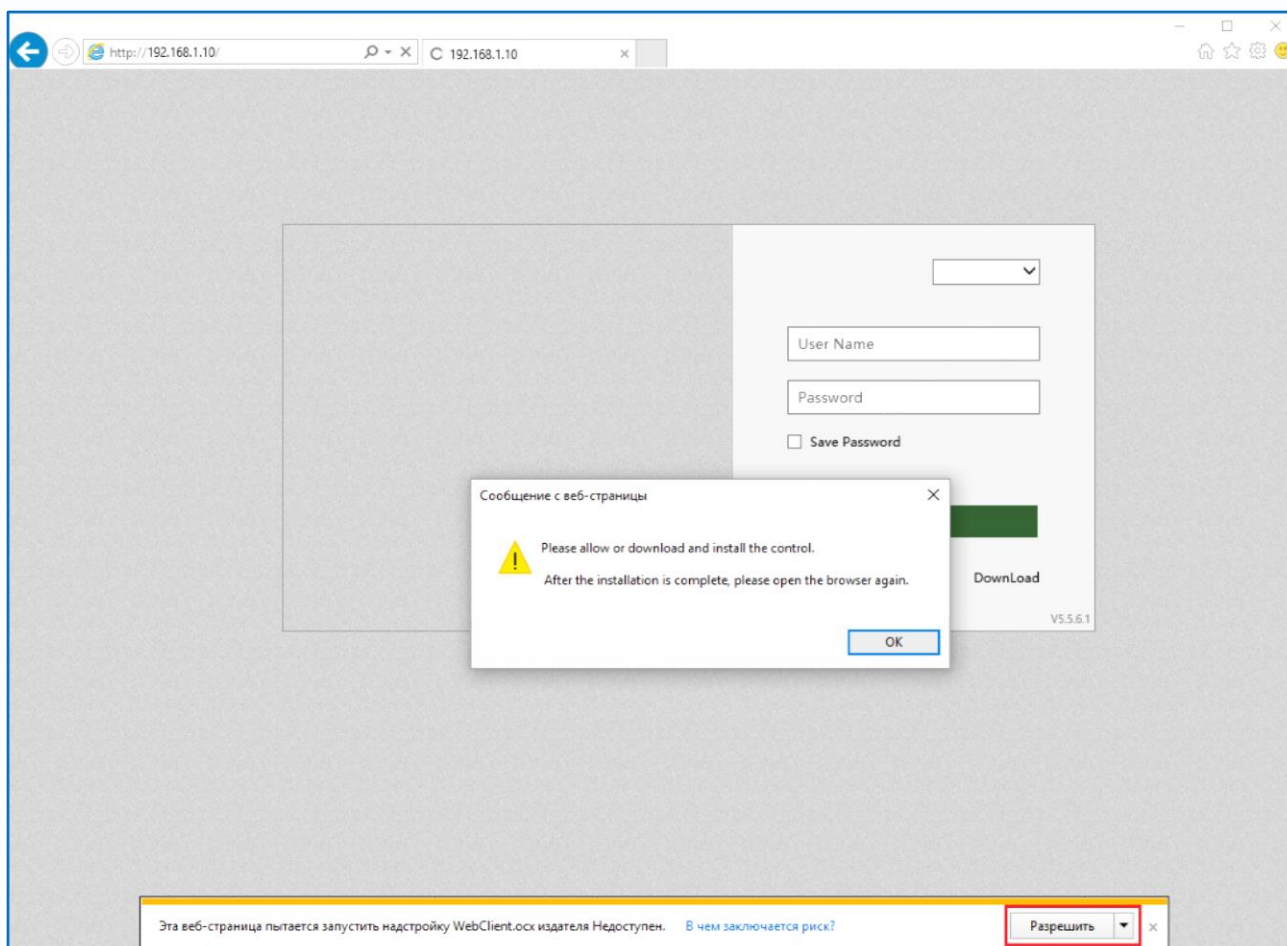 http://192.168.1.10/
192.168.1.10
User Name
Password
Save Password
Сообщение с веб-страницы
Please allow or download and install the control.
After the installation is complete, please open the browser again.
OK
DownLoad
V5.5.6.1
Эта веб-страница пытается запустить надстройку WebClient.ocx издателя Недоступен. В чем заключается риск? Разрешить